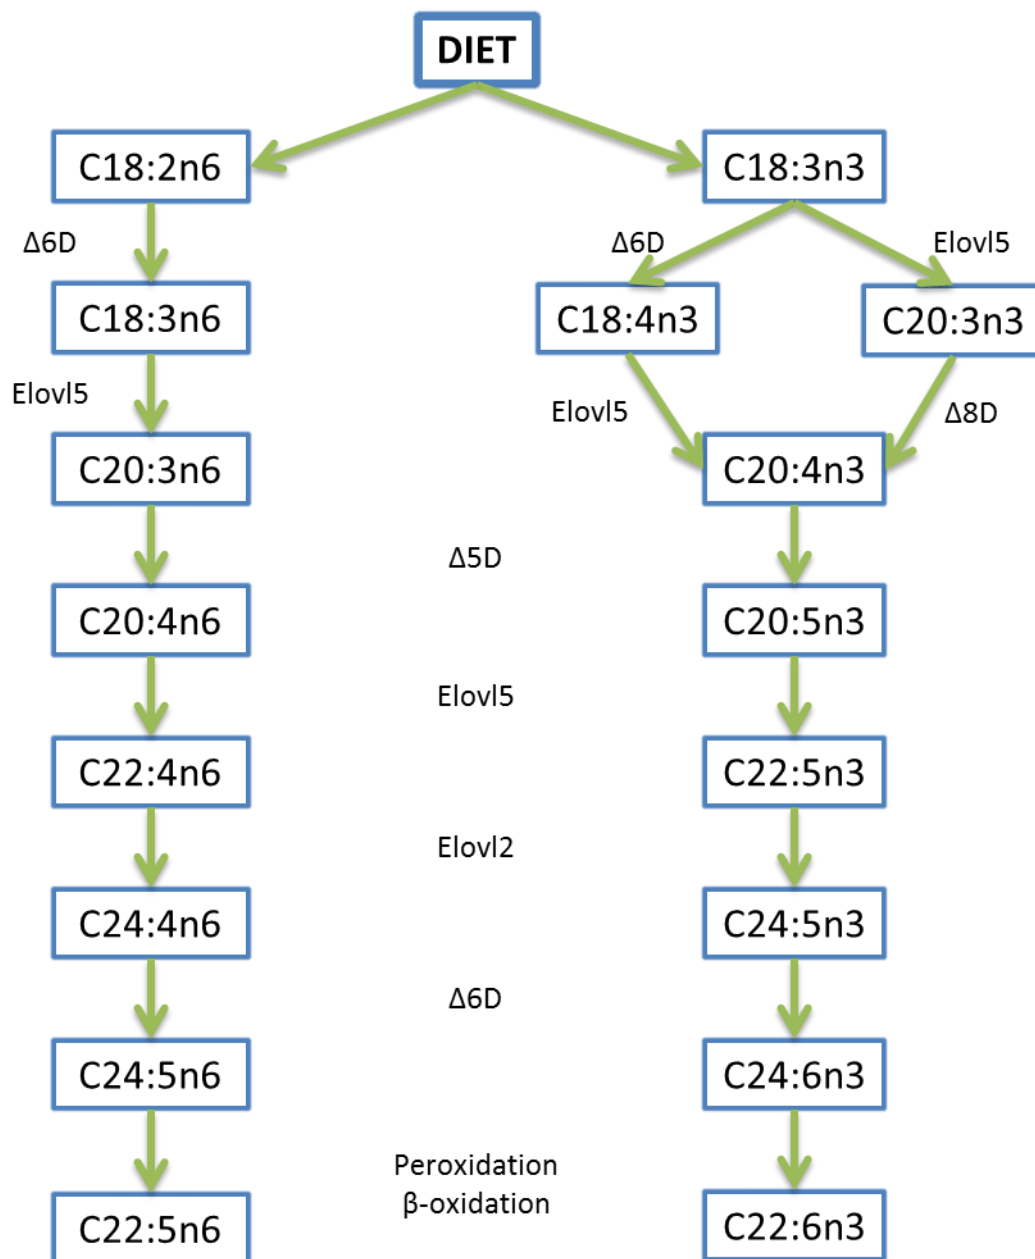 DIET
C18:2n6
C18:3n3
Δ6D
Δ6D
Elovl5
C18:3n6
C18:4n3
C20:3n3
Elovl5
Elovl5
Δ8D
C20:3n6
C20:4n3
Δ5D
C20:4n6
C20:5n3
Elovl5
C22:4n6
C22:5n3
Elovl2
C24:4n6
C24:5n3
Δ6D
C24:5n6
C24:6n3
Peroxidation
β-oxidation
C22:5n6
C22:6n3